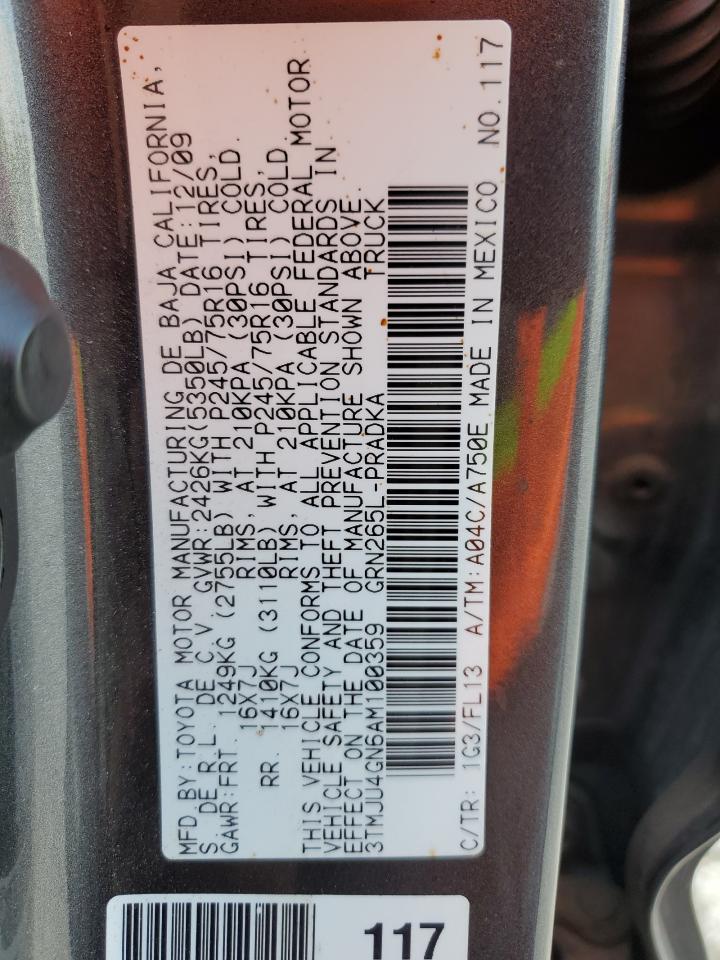 MFD.BY:TOYOTA MOTOR MANUFACTURING DE BAJA CALIFORNIA,
S. DE R.L. DE C.V. GVWR:2426KG(5350LB) DATE:12/09
GAWR:FRT. 1249KG (2755LB) WITH P245/75R16 TIRES,
16X7J RIMS, AT 210KPA (30PSI) COLD.
RR. 1410KG (3110LB) WITH P245/75R16 TIRES,
16X7J RIMS, AT 210KPA (30PSI) COLD.
THIS VEHICLE CONFORMS TO ALL APPLICABLE FEDERAL MOTOR
VEHICLE SAFETY AND THEFT PREVENTION STANDARDS IN
EFFECT ON THE DATE OF MANUFACTURE SHOWN ABOVE.
3TMJU4GN6AM100359 GRN265L-PRADKA TRUCK
C/TR: 1G3/FL13 A/TM:A04C/A750E MADE IN MEXICO NO.117
117